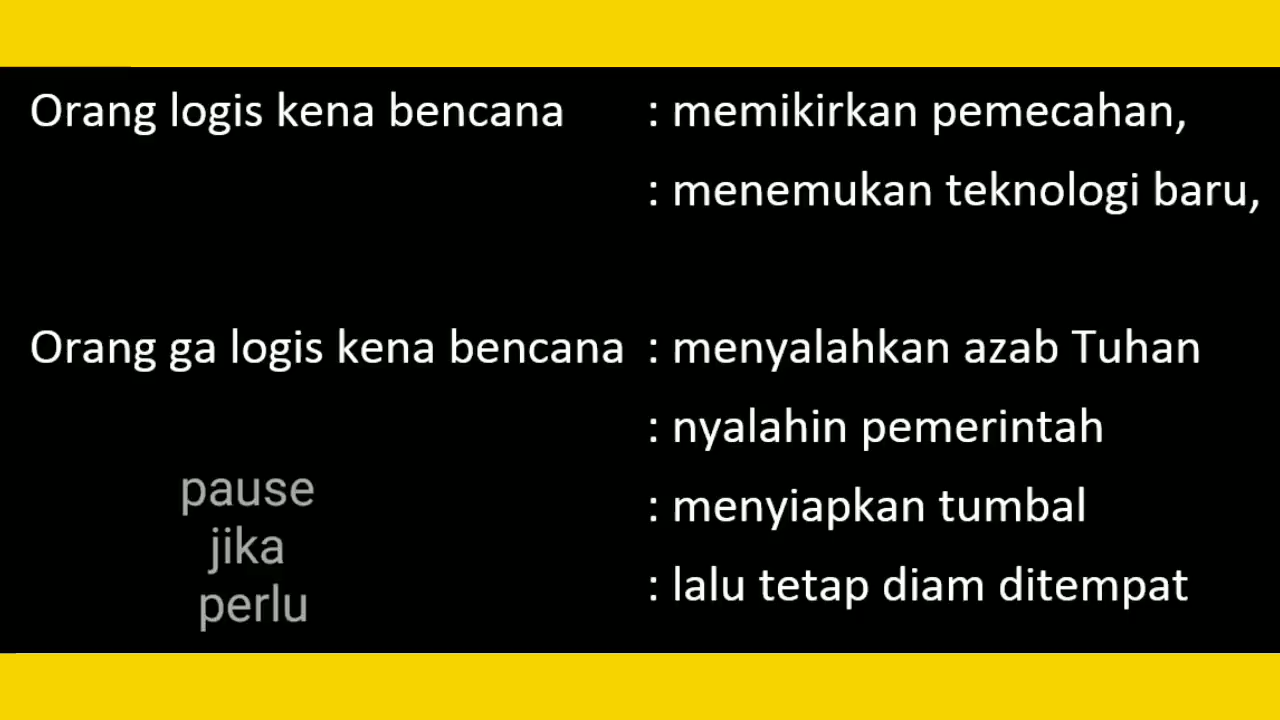 Orang logis kena bencana : memikirkan pemecahan,
: menemukan teknologi baru,
Orang ga logis kena bencana : menyalahkan azab Tuhan
: nyalahin pemerintah
: menyiapkan tumbal
: lalu tetap diam ditempat
pause
jika
perlu